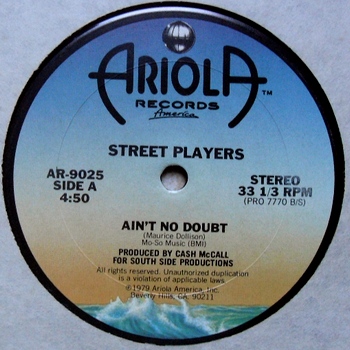 ARIOLA™
RECORDS
America
STREET PLAYERS
AR-9025
SIDE A
4:50
STEREO
33 1/3 RPM
(PRO 7770 B/S)
AIN'T NO DOUBT
(Maurice Dollison)
Mo-So Music (BMI)
PRODUCED BY CASH McCALL
FOR SOUTH SIDE PRODUCTIONS
All rights reserved. Unauthorized duplication
is a violation of applicable laws.
℗1979 Ariola America, Inc.
Beverly Hills, CA. 90211